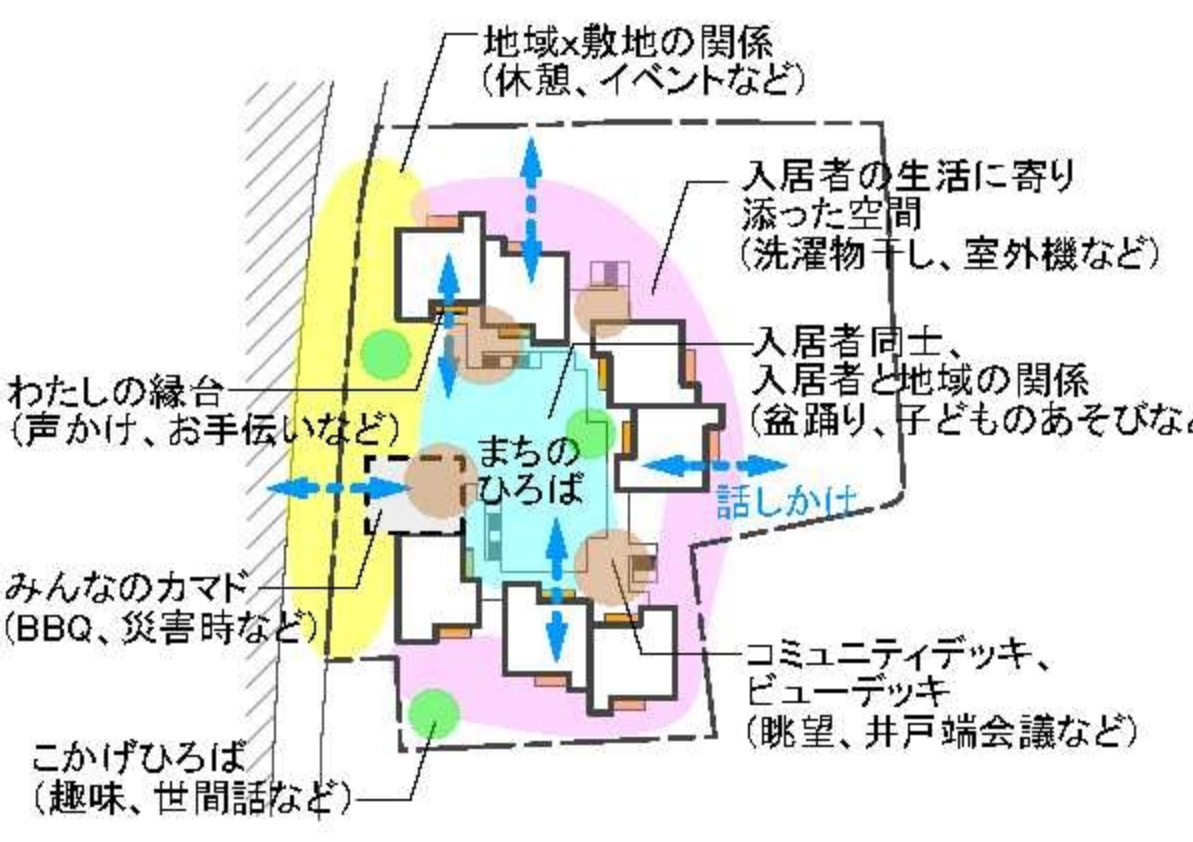 地域x敷地の関係
(休憩、イベントなど)
入居者の生活に寄り
添った空間
(洗濯物干し、室外機など)
入居者同士、
入居者と地域の関係
(盆踊り、子どものあそびなど
わたしの縁台
(声かけ、お手伝いなど)
まちの
ひろば
話しかけ
みんなのカマド
(BBQ、災害時など)
コミュニティデッキ、
ビューデッキ
(眺望、井戸端会議など)
こかげひろば
(趣味、世間話など)